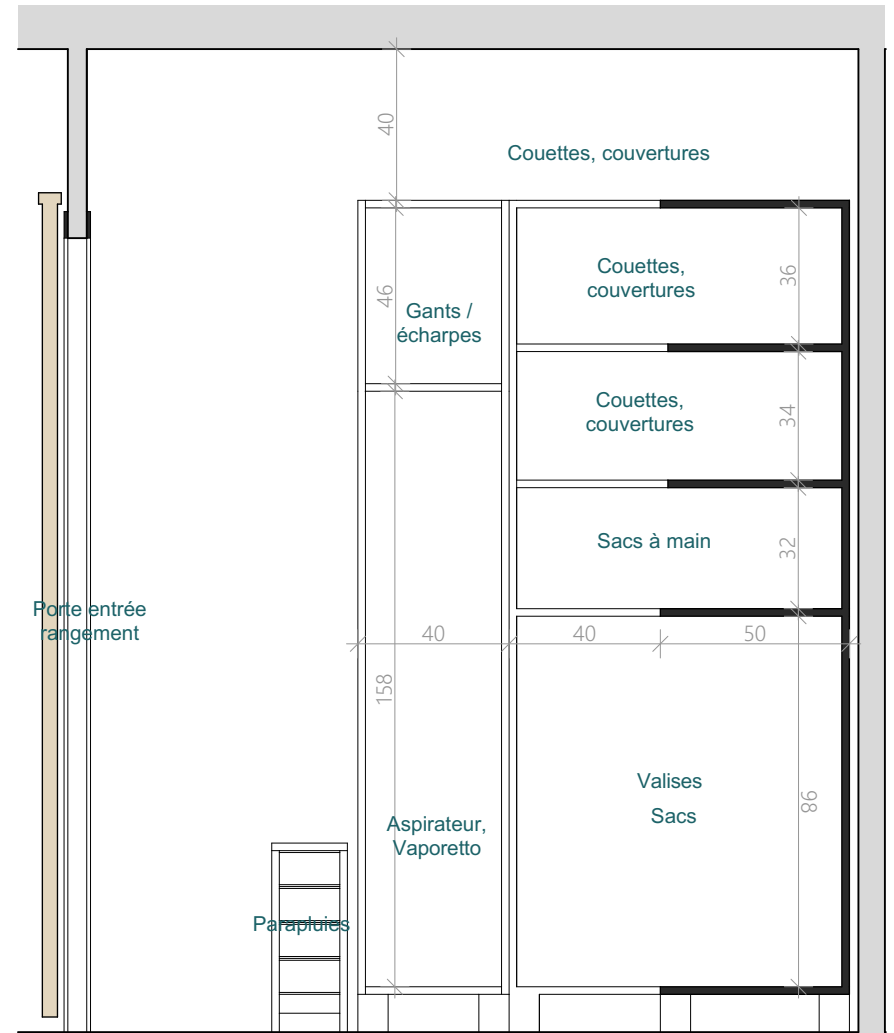 40
Couettes, couvertures
Couettes,
couvertures
36
46
Gants /
écharpes
Couettes,
couvertures
34
Sacs à main
32
Porte entrée
rangement
40
40
50
158
Valises
Sacs
98
Aspirateur,
Vaporetto
Parapluies